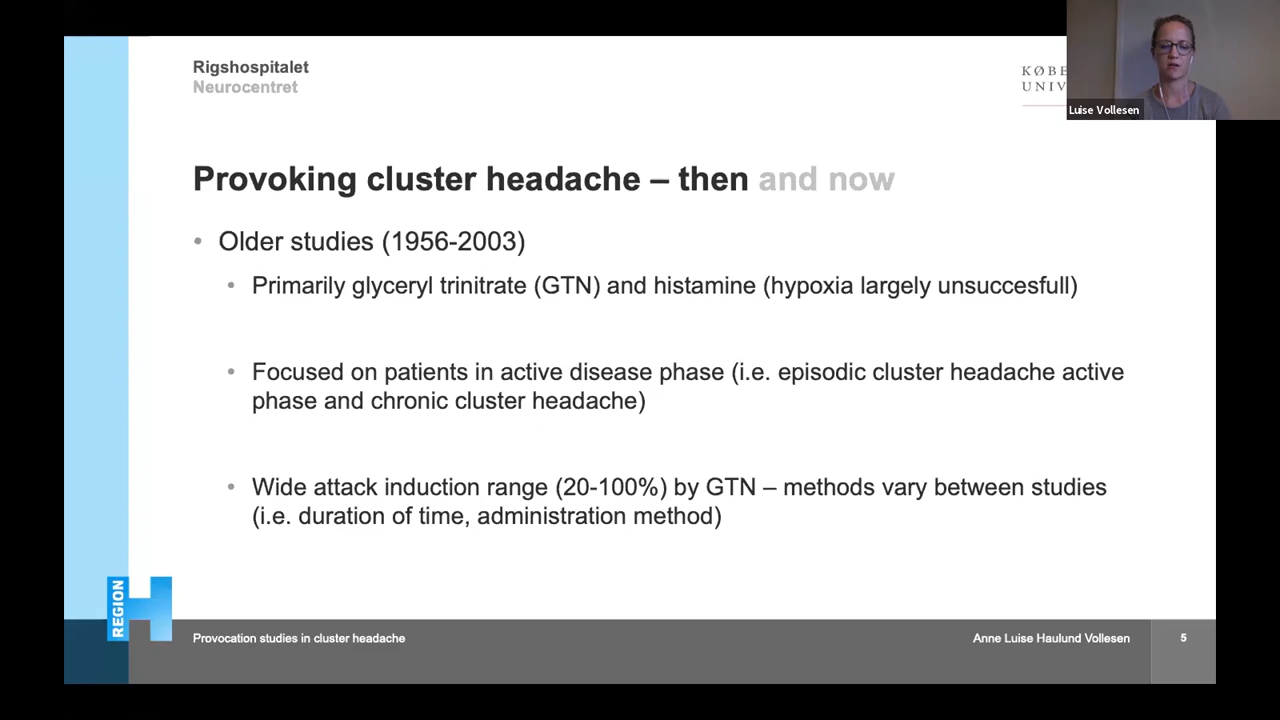 Rigshospitalet
Neurocentret
KØBE
UNIV
Luise Vollesen
Provoking cluster headache – then and now
• Older studies (1956-2003)
• Primarily glyceryl trinitrate (GTN) and histamine (hypoxia largely unsuccesfull)
• Focused on patients in active disease phase (i.e. episodic cluster headache active
phase and chronic cluster headache)
• Wide attack induction range (20-100%) by GTN – methods vary between studies
(i.e. duration of time, administration method)
REGION
H
Provocation studies in cluster headache
Anne Luise Haulund Vollesen
5